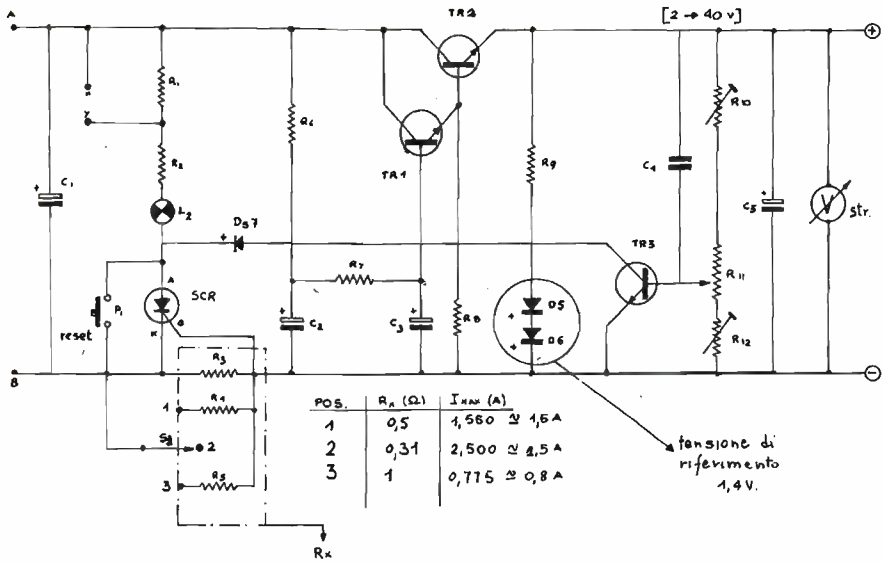 A
TR2
[2 → 40 V]
+
R1
x
y
R6
R10
TR1
R9
C4
R2
+ C1
L2
C5
+
V
Str.
+ DS7
TR3
A
SCR
G
K
R7
R11
D5
+
D6
+
P1
reset
+ C2
+ C3
R8
R12
B
−
R3
1
R4
S2
2
R5
3
Rx
POS. Rx (Ω) IMAX (A)
1 0,5 1,560 ≃ 1,6 A
2 0,31 2,500 ≃ 2,5 A
3 1 0,775 ≃ 0,8 A
tensione di
riferimento
1,4 V.